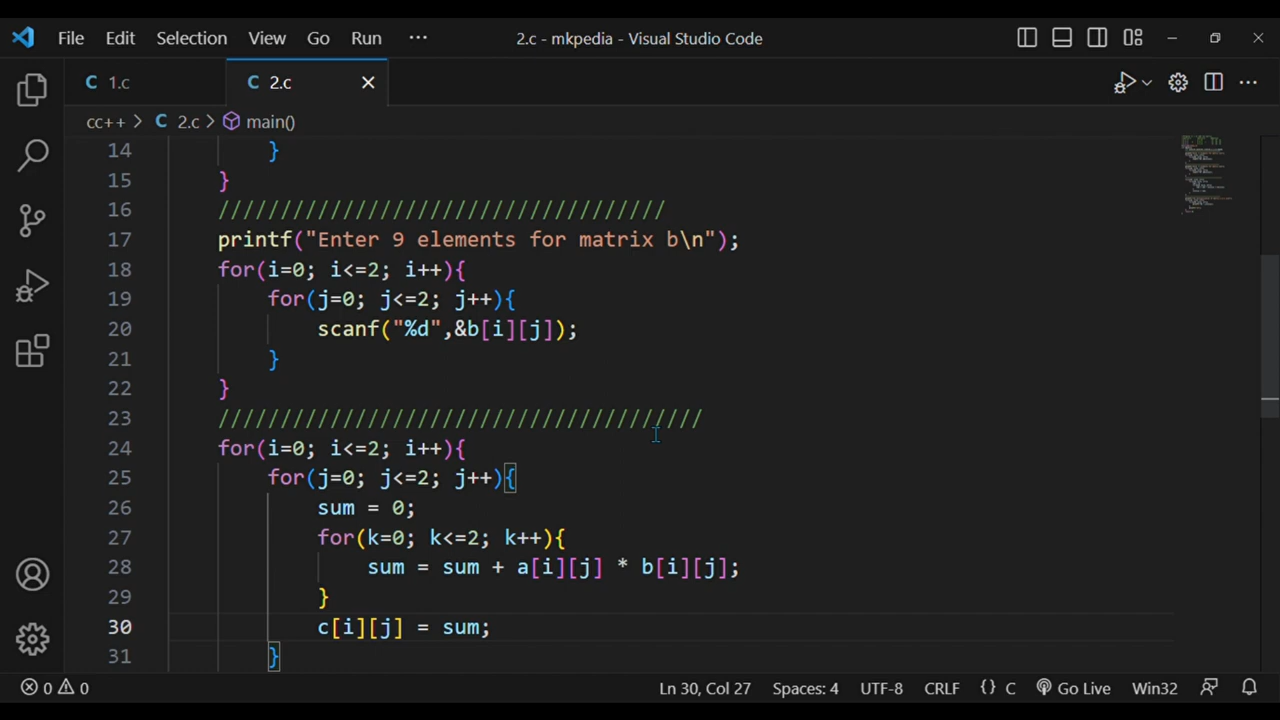 File Edit Selection View Go Run ··· 2.c - mkpedia - Visual Studio Code
C 1.c C 2.c
cc++ > C 2.c > main()
14 }
15 }
16 ////////////////////////////////////
17 printf("Enter 9 elements for matrix b\n");
18 for(i=0; i<=2; i++){
19 for(j=0; j<=2; j++){
20 scanf("%d",&b[i][j]);
21 }
22 }
23 ///////////////////////////////////////
24 for(i=0; i<=2; i++){
25 for(j=0; j<=2; j++){
26 sum = 0;
27 for(k=0; k<=2; k++){
28 sum = sum + a[i][j] * b[i][j];
29 }
30 c[i][j] = sum;
31 }
0 0 Ln 30, Col 27 Spaces: 4 UTF-8 CRLF {} C Go Live Win32